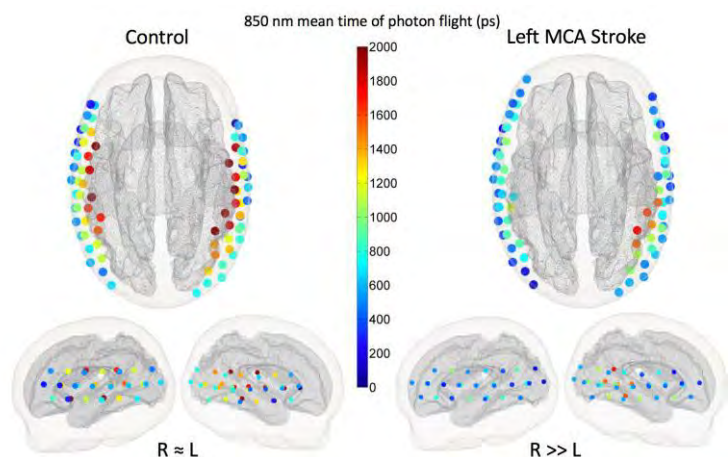 850 nm mean time of photon flight (ps)
Control
Left MCA Stroke
2000
1800
1600
1400
1200
1000
800
600
400
200
0
R ≈ L
R >> L